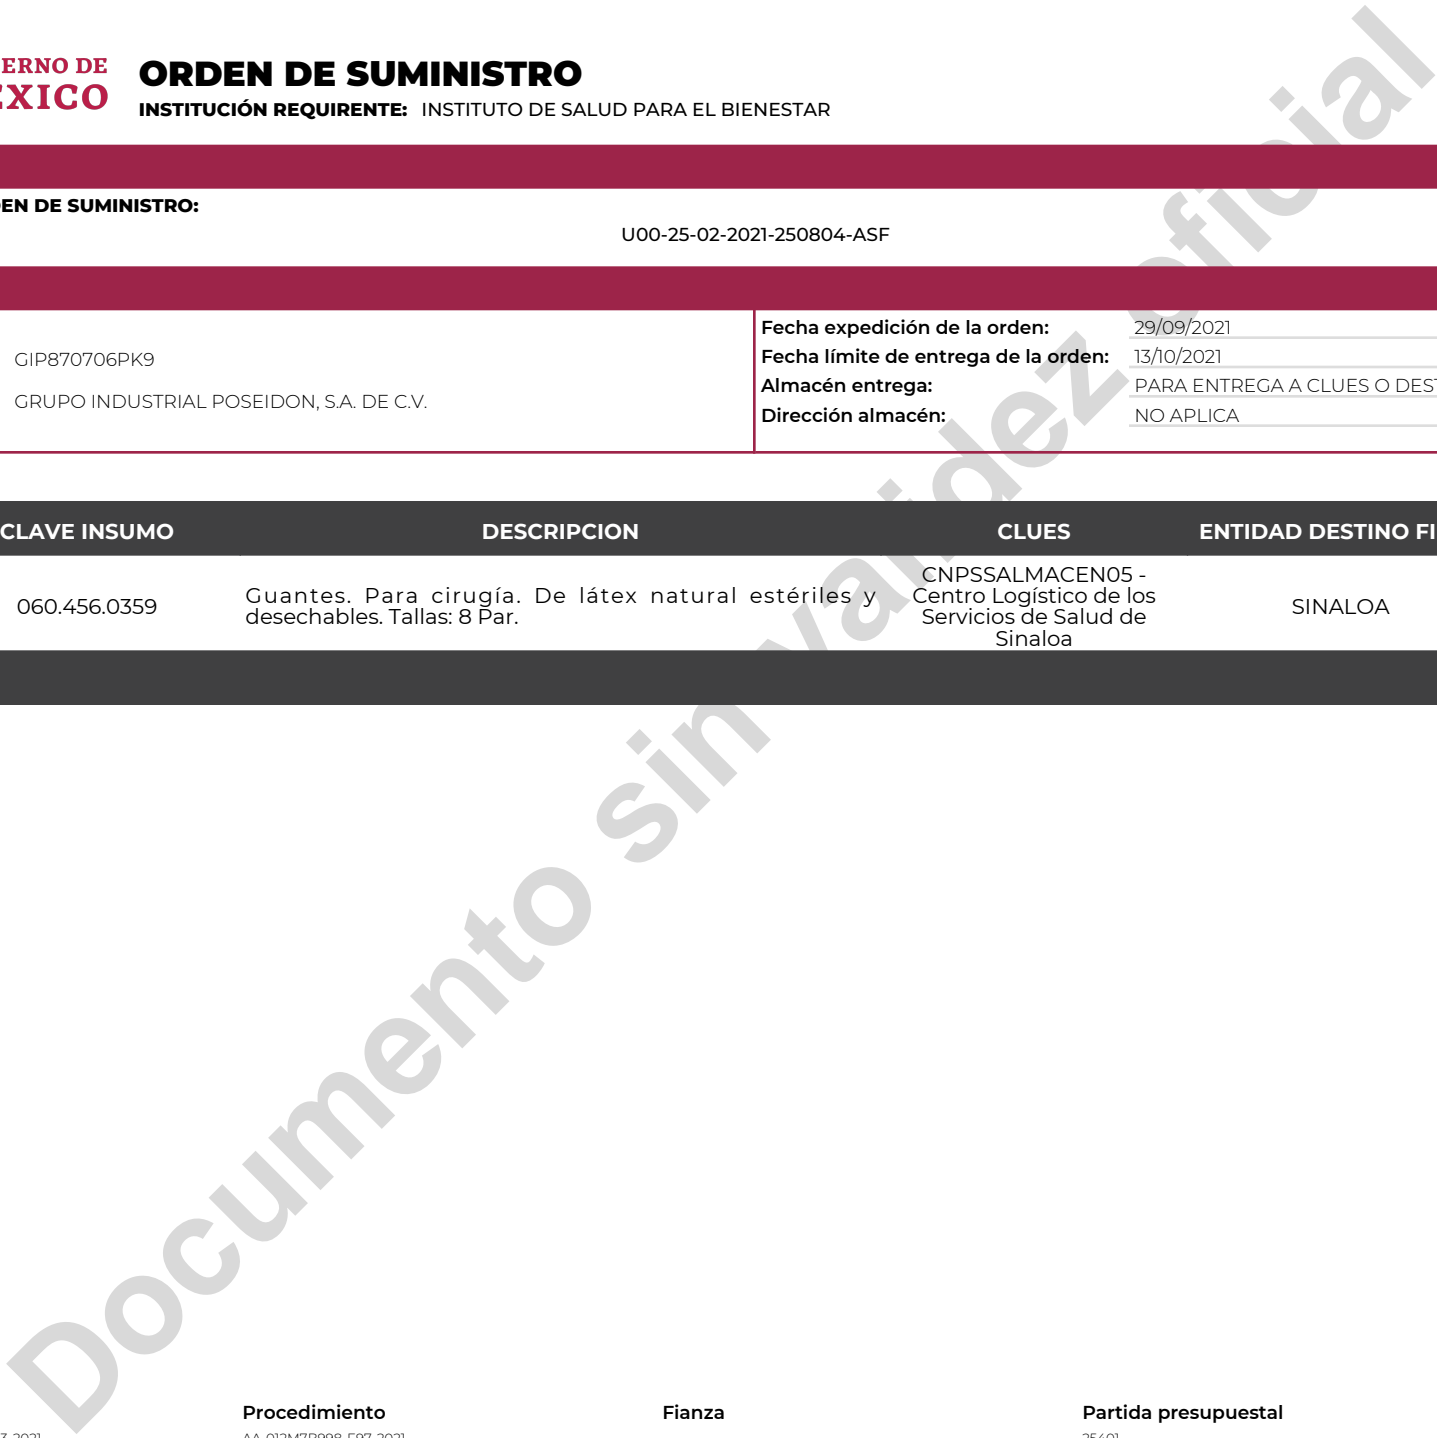 ERNO DE
ÉXICO
ORDEN DE SUMINISTRO
INSTITUCIÓN REQUIRENTE: INSTITUTO DE SALUD PARA EL BIENESTAR
EN DE SUMINISTRO:
U00-25-02-2021-250804-ASF
GIP870706PK9
GRUPO INDUSTRIAL POSEIDON, S.A. DE C.V.
Fecha expedición de la orden: 29/09/2021
Fecha límite de entrega de la orden: 13/10/2021
Almacén entrega: PARA ENTREGA A CLUES O DEST
Dirección almacén: NO APLICA
CLAVE INSUMO DESCRIPCION CLUES ENTIDAD DESTINO FI
060.456.0359
Guantes. Para cirugía. De látex natural estériles y
desechables. Tallas: 8 Par.
CNPSSALMACEN05 -
Centro Logístico de los
Servicios de Salud de
Sinaloa
SINALOA
Documento sin validez oficial
Procedimiento Fianza Partida presupuestal